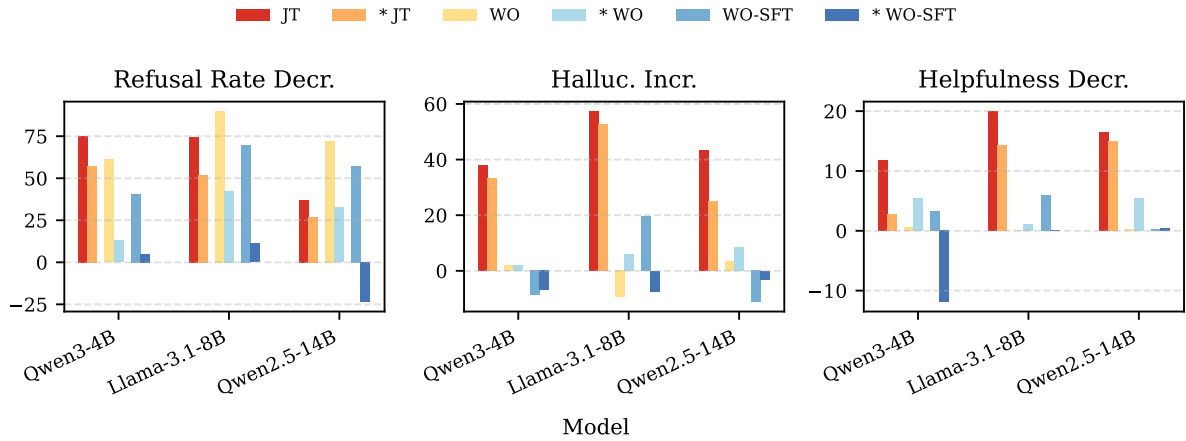 JT * JT WO * WO WO-SFT * WO-SFT
Refusal Rate Decr.
75
50
25
0
−25
Qwen3-4B
Llama-3.1-8B
Qwen2.5-14B
Halluc. Incr.
60
40
20
0
Qwen3-4B
Llama-3.1-8B
Qwen2.5-14B
Helpfulness Decr.
20
10
0
−10
Qwen3-4B
Llama-3.1-8B
Qwen2.5-14B
Model